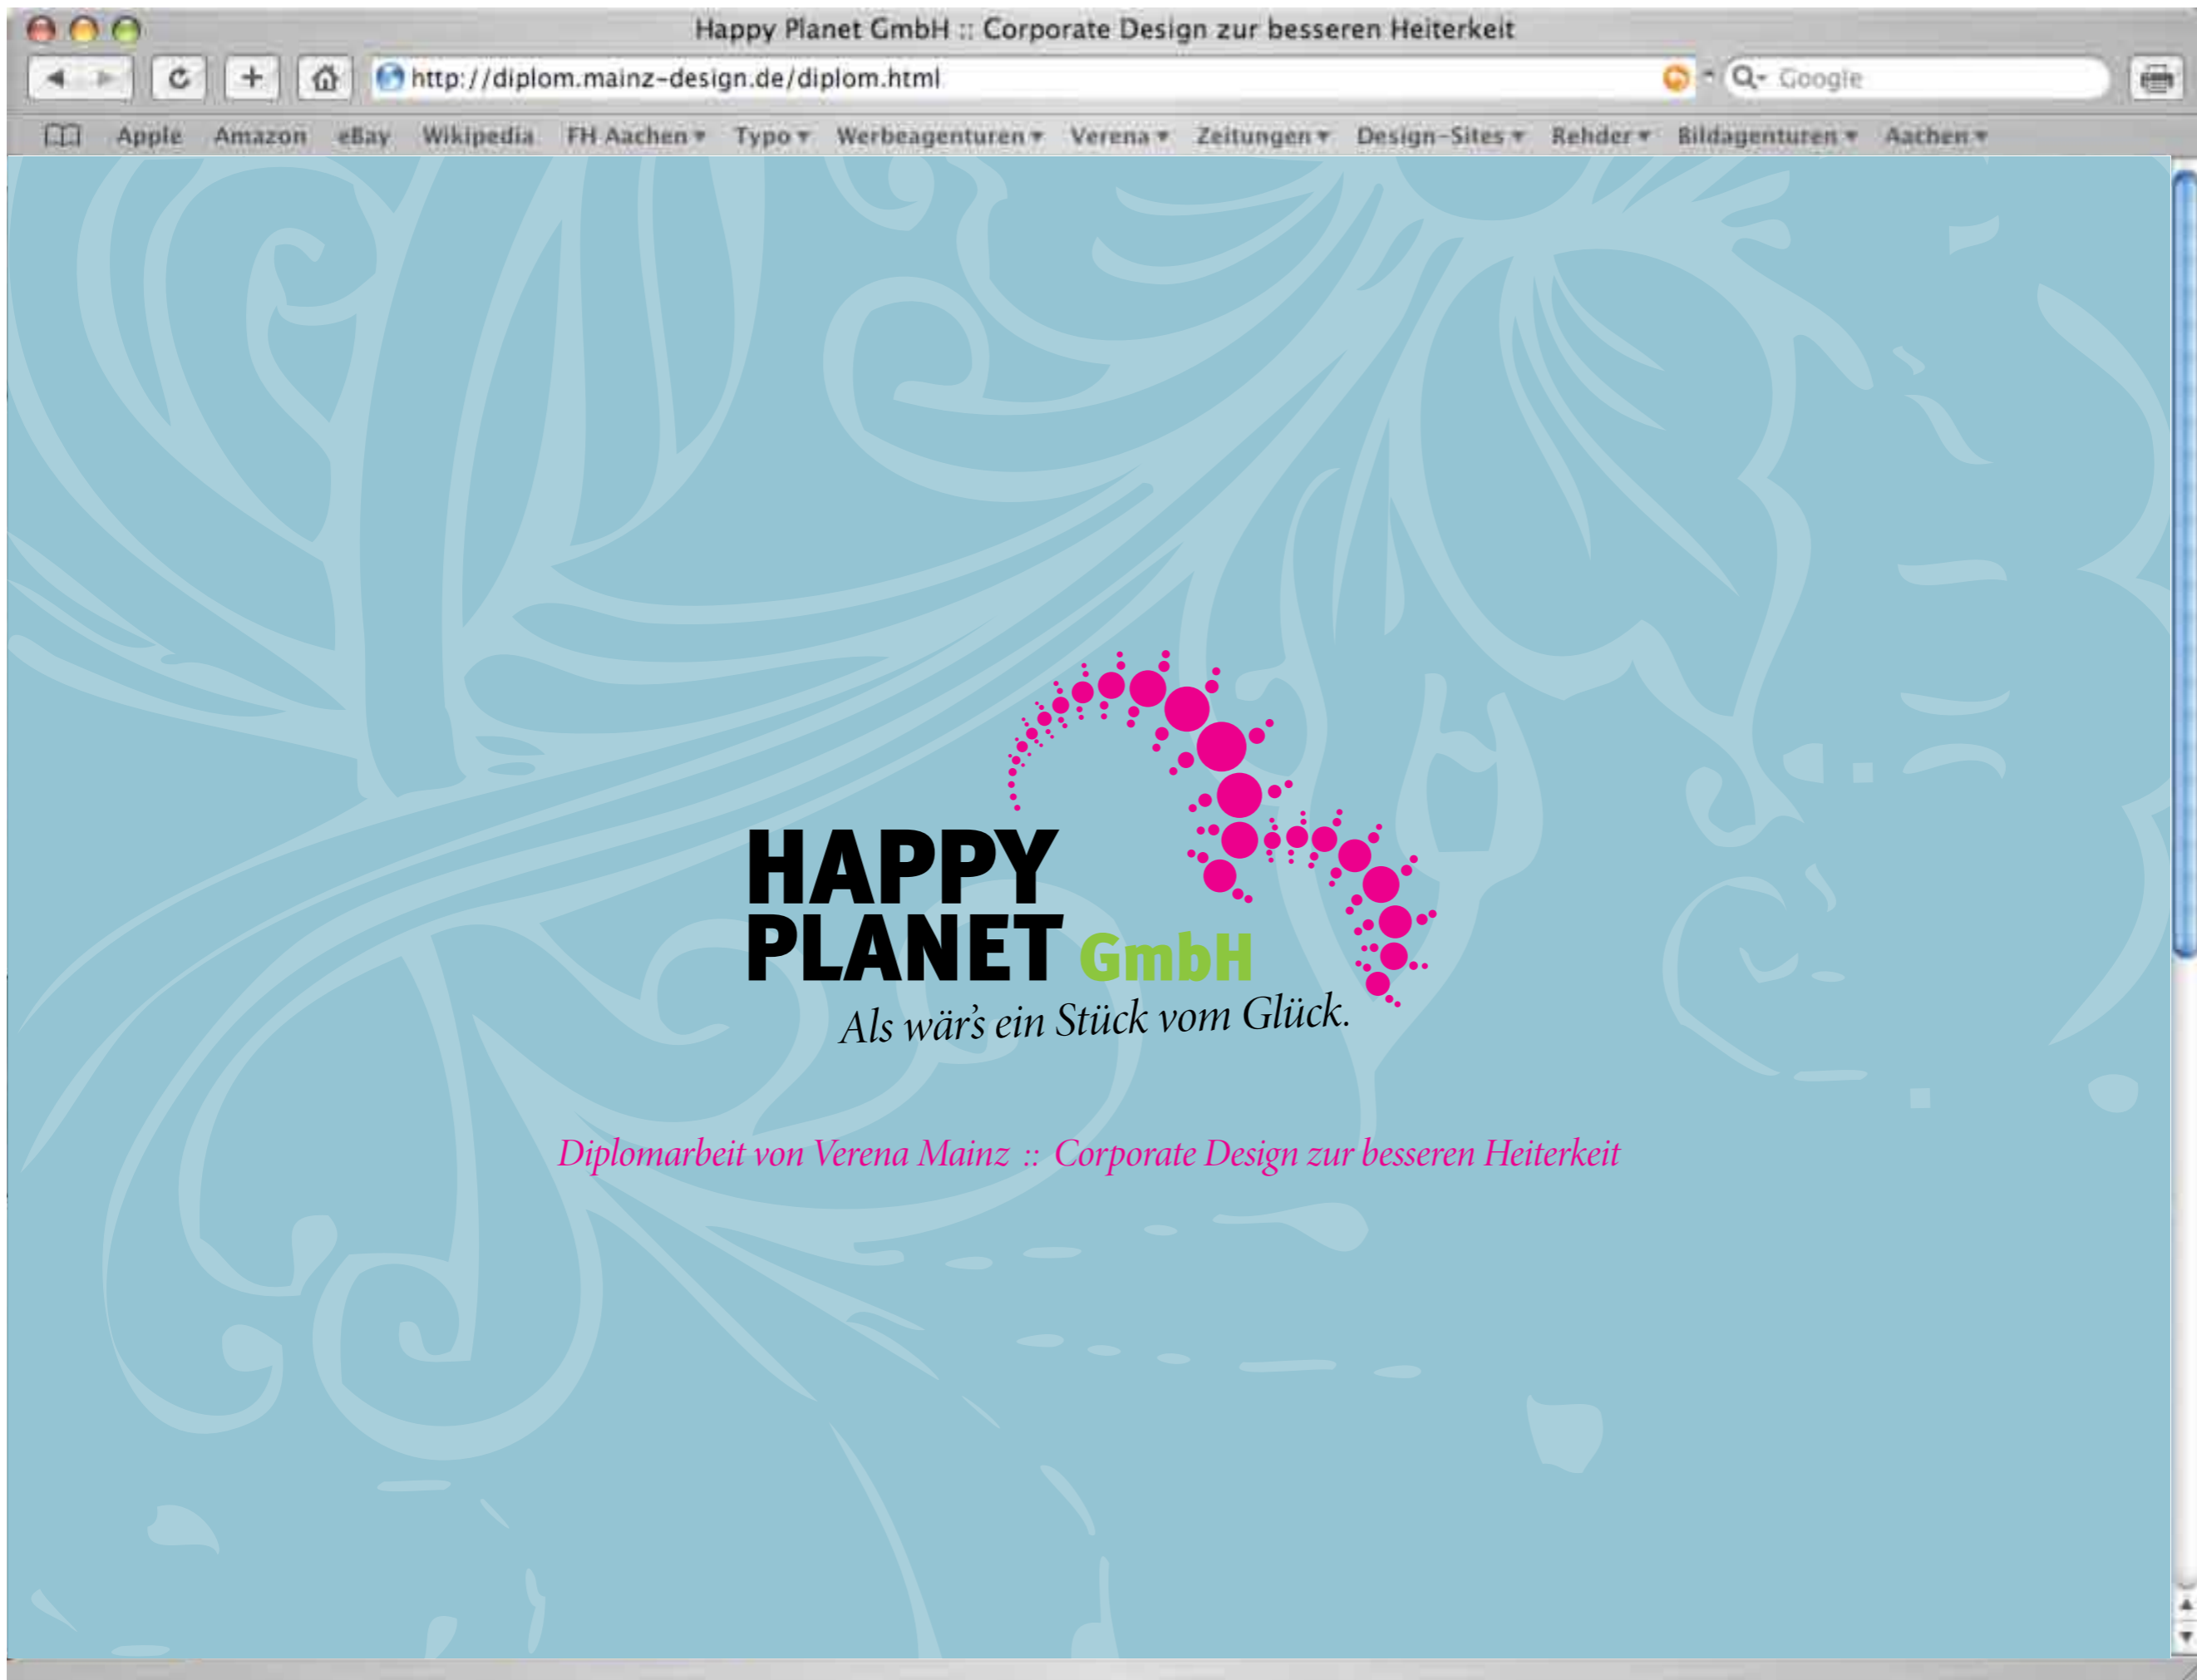 Happy Planet GmbH :: Corporate Design zur besseren Heiterkeit
http://diplom.mainz-design.de/diplom.html
Google
Apple Amazon eBay Wikipedia FH Aachen Typo Werbeagenturen Verena Zeitungen Design-Sites Rehder Bildagenturen Aachen
HAPPY
PLANET GmbH
Als wär's ein Stück vom Glück.
Diplomarbeit von Verena Mainz :: Corporate Design zur besseren Heiterkeit